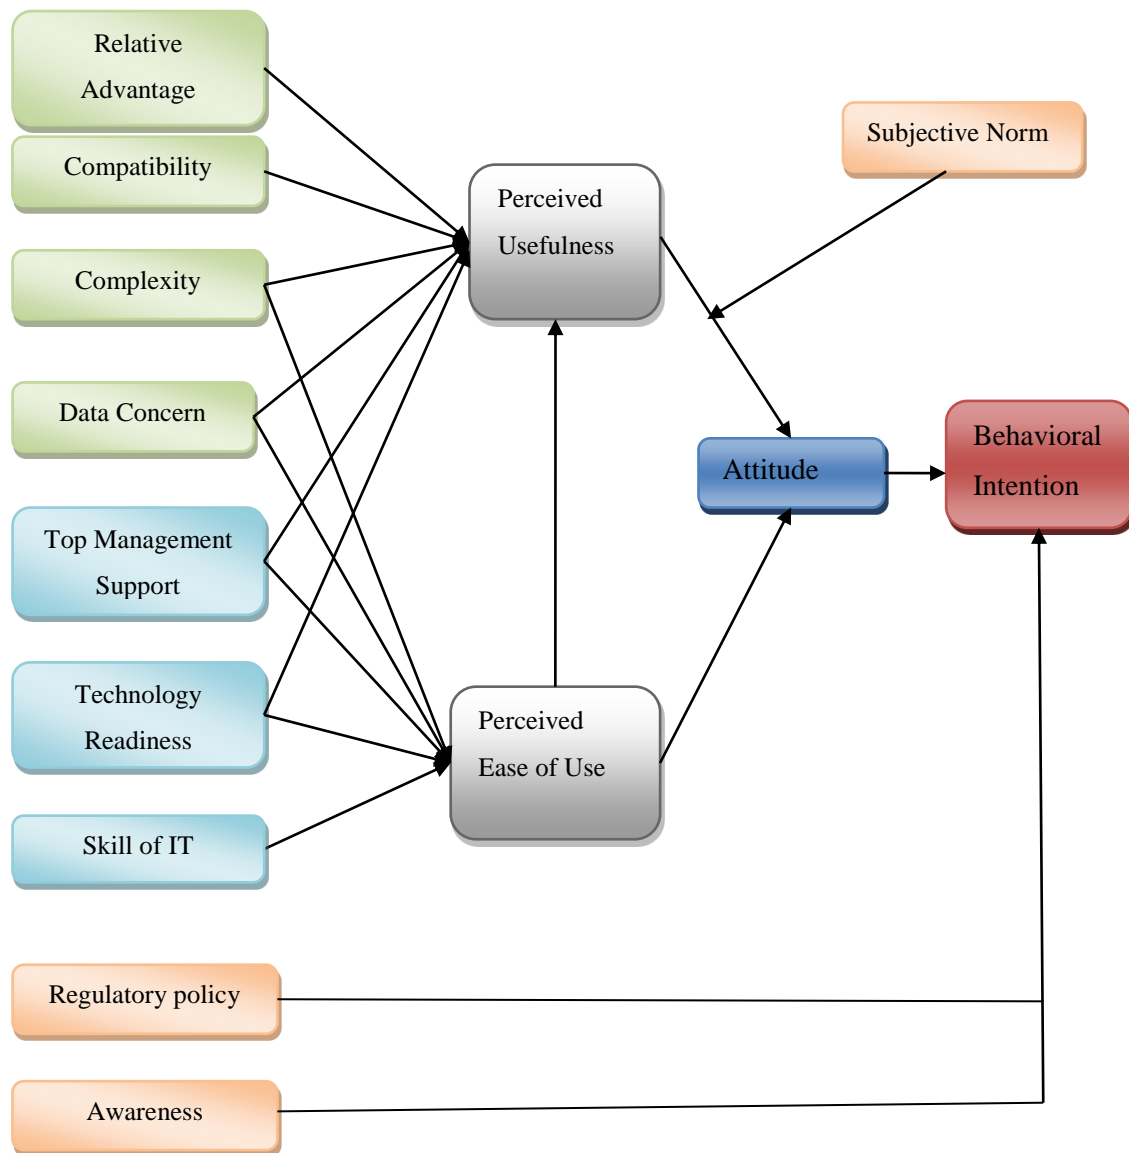 Relative
Advantage
Compatibility
Complexity
Data Concern
Top Management
Support
Technology
Readiness
Skill of IT
Regulatory policy
Awareness
Perceived
Usefulness
Perceived
Ease of Use
Subjective Norm
Attitude
Behavioral
Intention